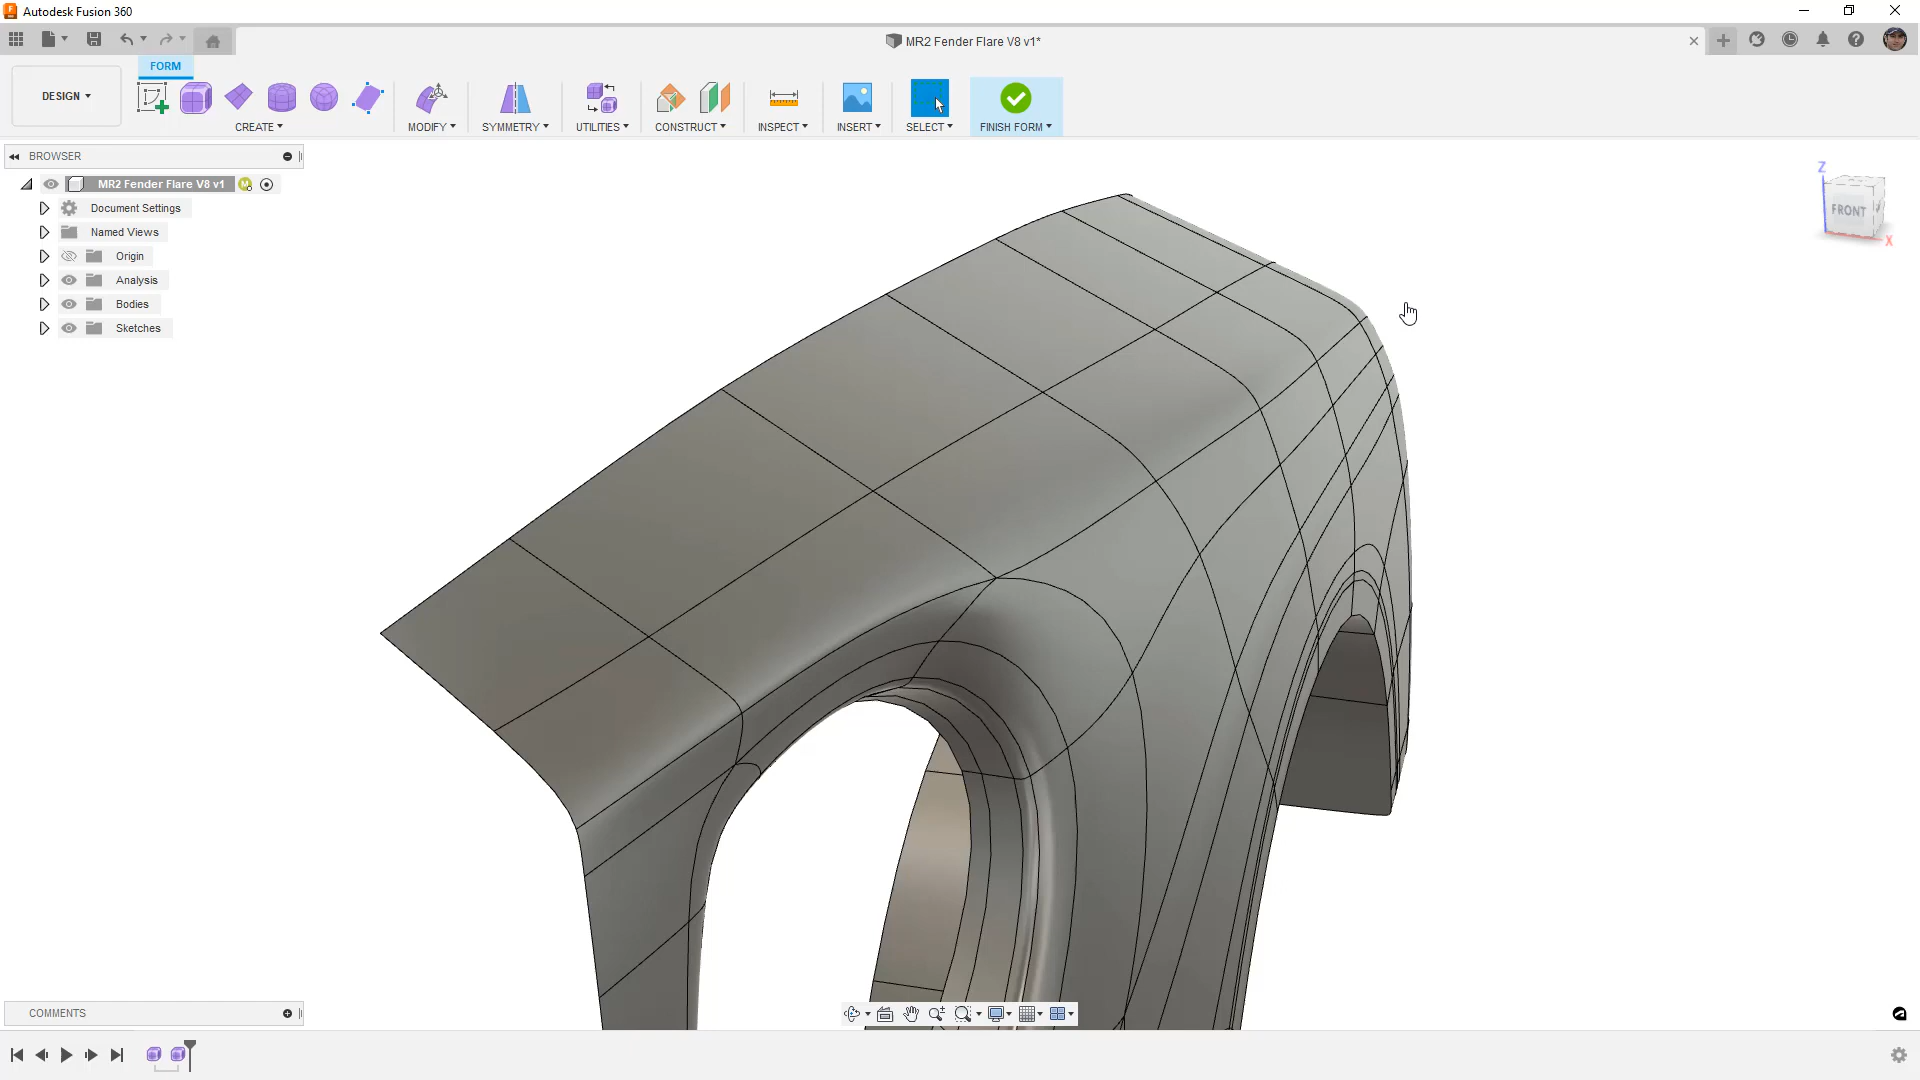 Autodesk Fusion 360
MR2 Fender Flare V8 v1*
FORM
DESIGN
CREATE
MODIFY
SYMMETRY
UTILITIES
CONSTRUCT
INSPECT
INSERT
SELECT
FINISH FORM
BROWSER
MR2 Fender Flare V8 v1
Document Settings
Named Views
Origin
Analysis
Bodies
Sketches
Z
FRONT
X
COMMENTS